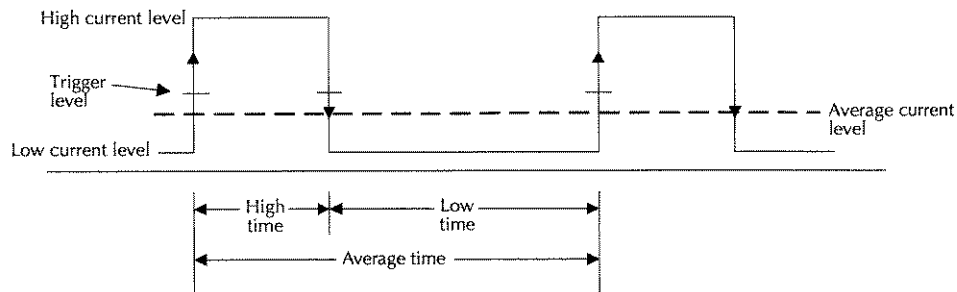 High current level
Trigger
level
Average current
level
Low current level
High
time
Low
time
Average time